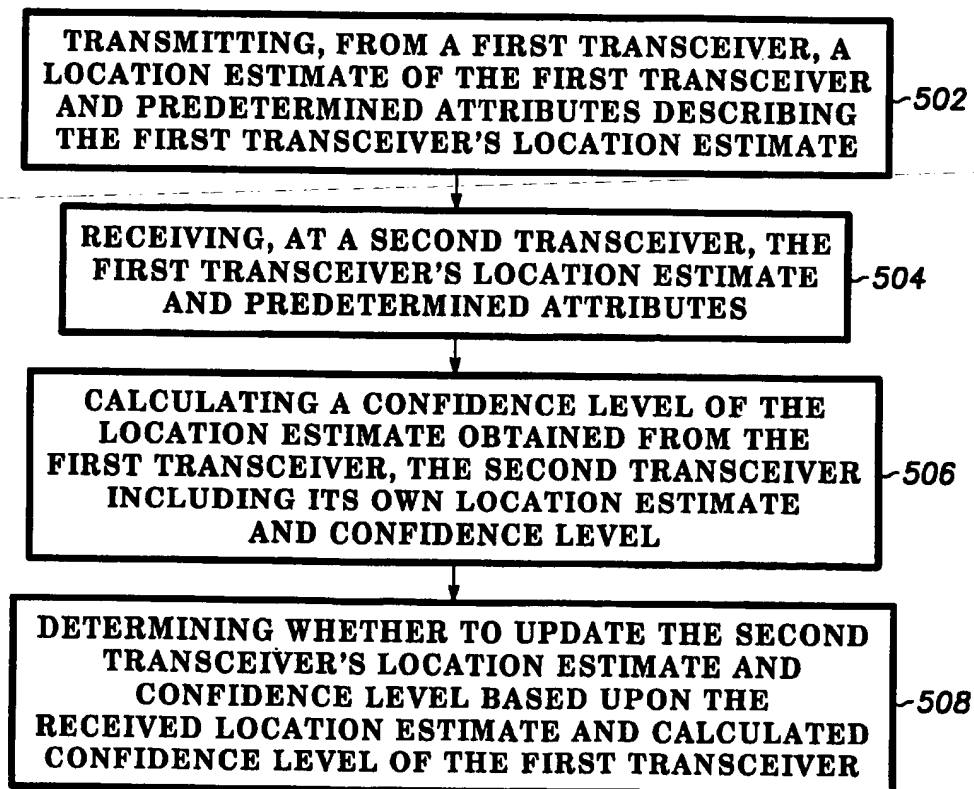 TRANSMITTING, FROM A FIRST TRANSCEIVER, A
LOCATION ESTIMATE OF THE FIRST TRANSCEIVER
AND PREDETERMINED ATTRIBUTES DESCRIBING
THE FIRST TRANSCEIVER'S LOCATION ESTIMATE
502
RECEIVING, AT A SECOND TRANSCEIVER, THE
FIRST TRANSCEIVER'S LOCATION ESTIMATE
AND PREDETERMINED ATTRIBUTES
504
CALCULATING A CONFIDENCE LEVEL OF THE
LOCATION ESTIMATE OBTAINED FROM THE
FIRST TRANSCEIVER, THE SECOND TRANSCEIVER
INCLUDING ITS OWN LOCATION ESTIMATE
AND CONFIDENCE LEVEL
506
DETERMINING WHETHER TO UPDATE THE SECOND
TRANSCEIVER'S LOCATION ESTIMATE AND
CONFIDENCE LEVEL BASED UPON THE
RECEIVED LOCATION ESTIMATE AND CALCULATED
CONFIDENCE LEVEL OF THE FIRST TRANSCEIVER
508